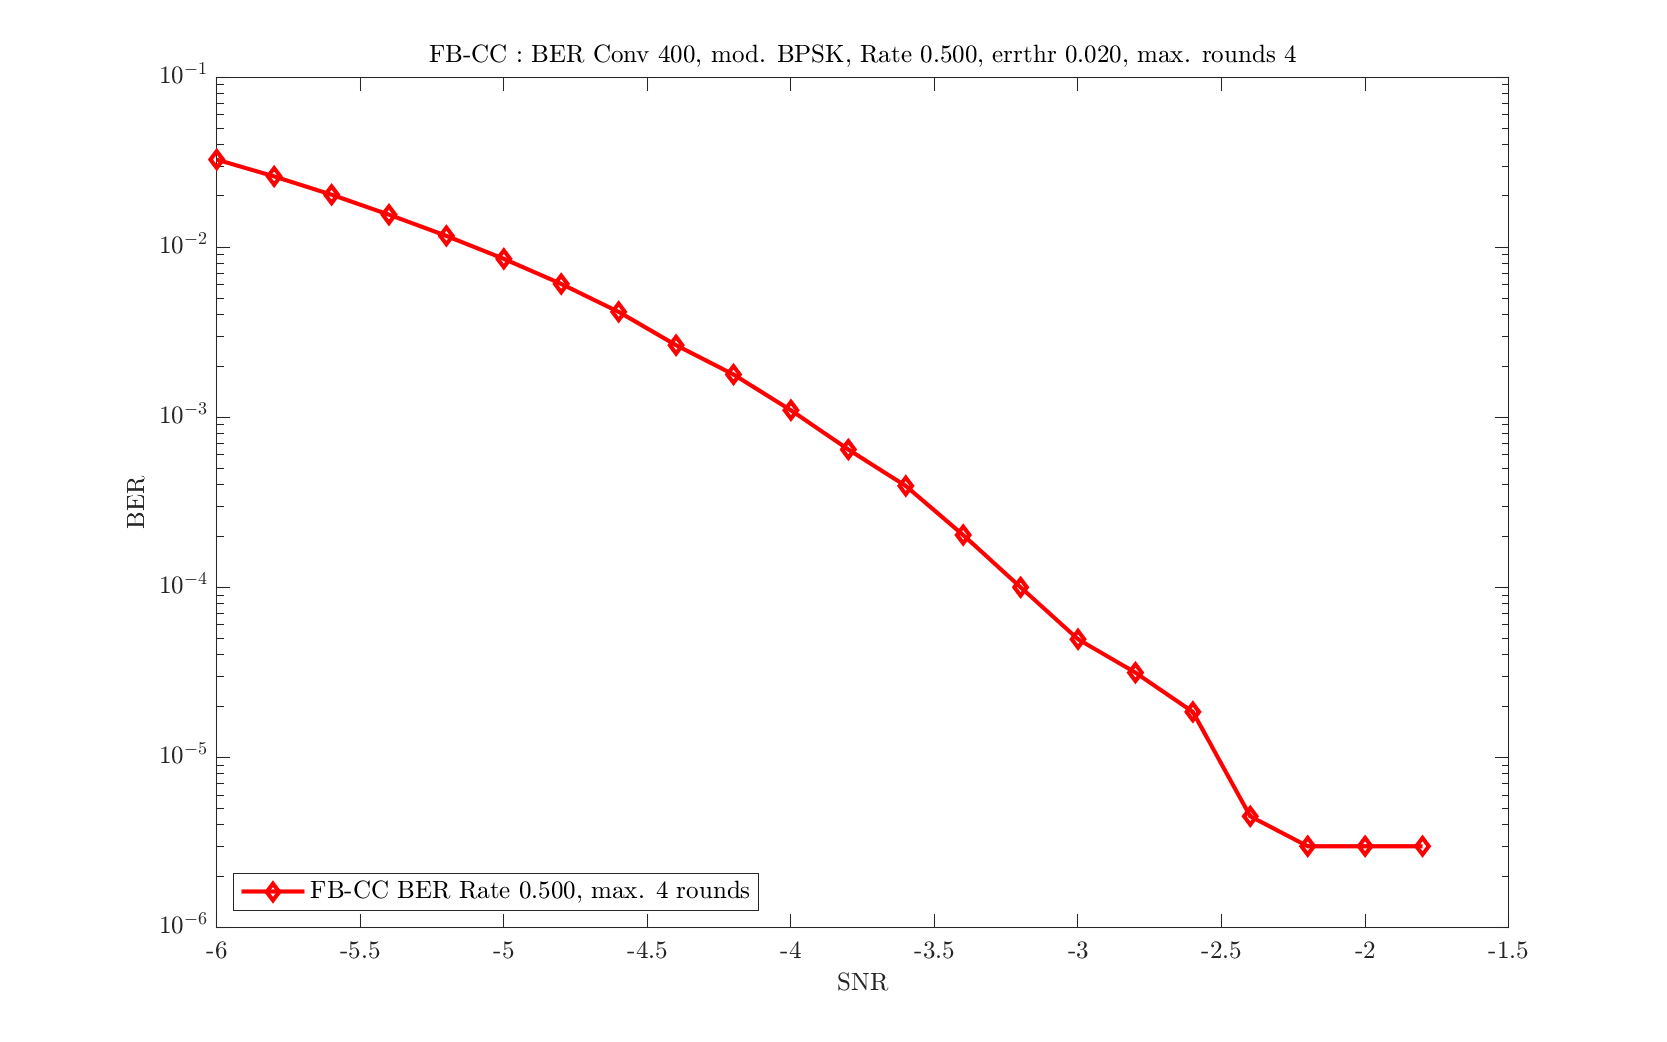 FB-CC : BER Conv 400, mod. BPSK, Rate 0.500, errthr 0.020, max. rounds 4
10⁻¹
10⁻²
10⁻³
10⁻⁴
10⁻⁵
10⁻⁶
BER
FB-CC BER Rate 0.500, max. 4 rounds
-6 -5.5 -5 -4.5 -4 -3.5 -3 -2.5 -2 -1.5
SNR